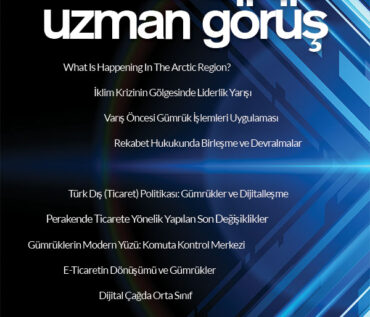 uzman görüş
What Is Happening In The Arctic Region?
İklim Krizinin Gölgesinde Liderlik Yarışı
Varış Öncesi Gümrük İşlemleri Uygulaması
Rekabet Hukukunda Birleşme ve Devralmalar
Türk Dış (Ticaret) Politikası: Gümrükler ve Dijitalleşme
Perakende Ticarete Yönelik Yapılan Son Değişiklikler
Gümrüklerin Modern Yüzü: Komuta Kontrol Merkezi
E-Ticaretin Dönüşümü ve Gümrükler
Dijital Çağda Orta Sınıf